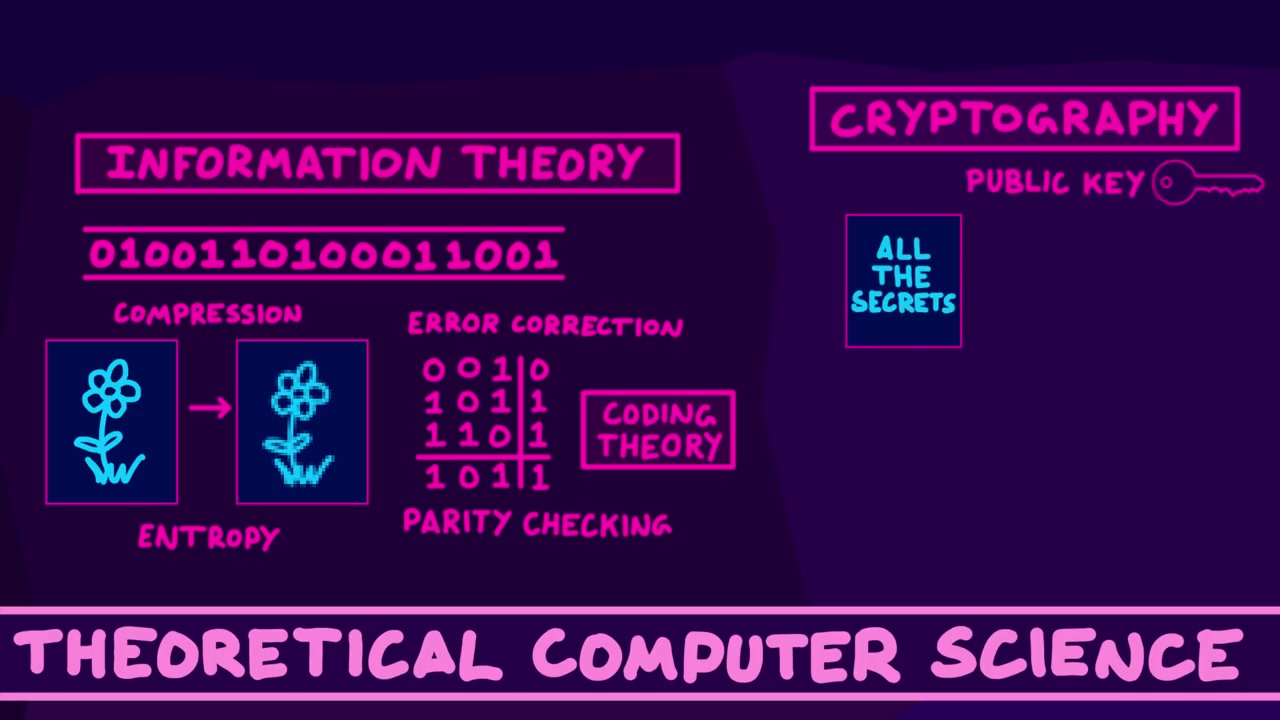 INFORMATION THEORY
0100110100011001
COMPRESSION
ENTROPY
ERROR CORRECTION
0 0 1 0
1 0 1 1
1 1 0 1
1 0 1 1
PARITY CHECKING
CODING
THEORY
CRYPTOGRAPHY
PUBLIC KEY
ALL
THE
SECRETS
THEORETICAL COMPUTER SCIENCE